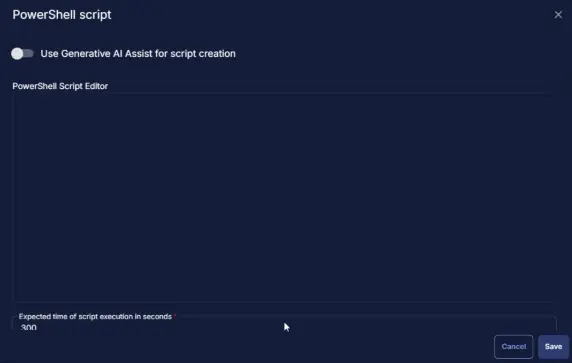 PowerShell script
Use Generative AI Assist for script creation
PowerShell Script Editor
Expected time of script execution in seconds *
300
Cancel
Save